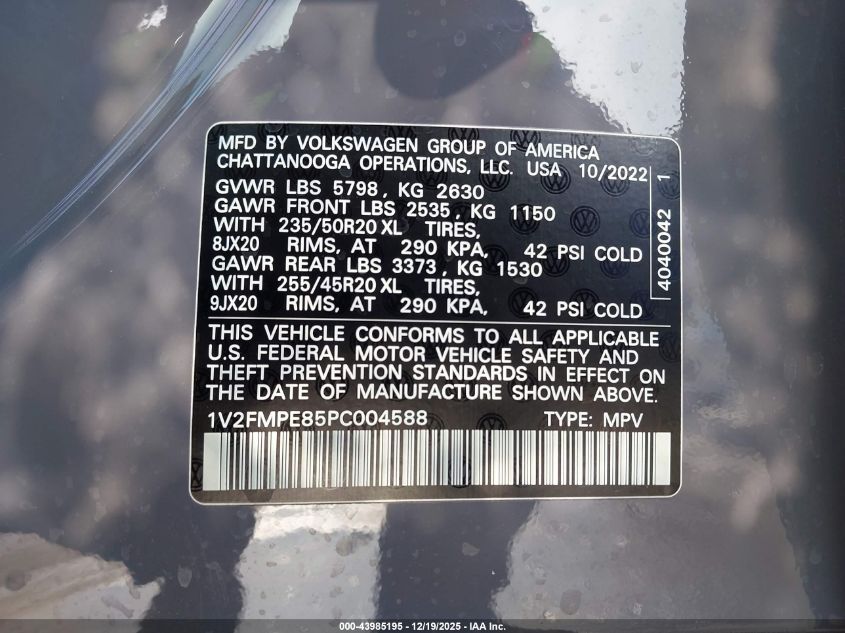 MFD BY VOLKSWAGEN GROUP OF AMERICA
CHATTANOOGA OPERATIONS, LLC. USA 10/2022
GVWR LBS 5798, KG 2630
GAWR FRONT LBS 2535, KG 1150
WITH 235/50R20 XL TIRES,
8JX20 RIMS, AT 290 KPA, 42 PSI COLD
GAWR REAR LBS 3373, KG 1530
WITH 255/45R20 XL TIRES,
9JX20 RIMS, AT 290 KPA, 42 PSI COLD
4040042 1
THIS VEHICLE CONFORMS TO ALL APPLICABLE
U.S. FEDERAL MOTOR VEHICLE SAFETY AND
THEFT PREVENTION STANDARDS IN EFFECT ON
THE DATE OF MANUFACTURE SHOWN ABOVE.
1V2FMPE85PC004588 TYPE: MPV
000-43985195 - 12/19/2025 - IAA Inc.